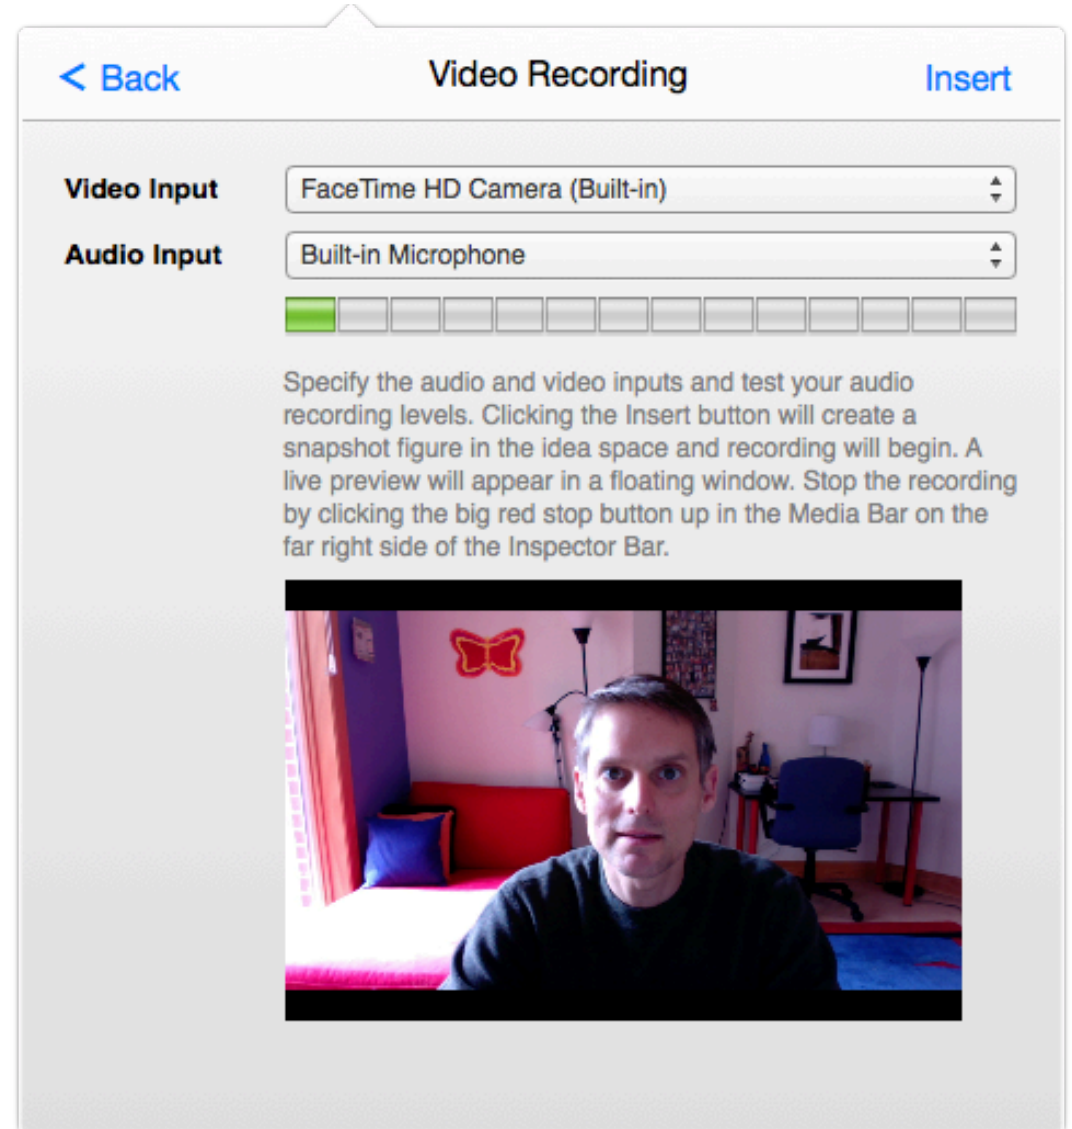 < Back Video Recording Insert
Video Input FaceTime HD Camera (Built-in)
Audio Input Built-in Microphone
Specify the audio and video inputs and test your audio
recording levels. Clicking the Insert button will create a
snapshot figure in the idea space and recording will begin. A
live preview will appear in a floating window. Stop the recording
by clicking the big red stop button up in the Media Bar on the
far right side of the Inspector Bar.